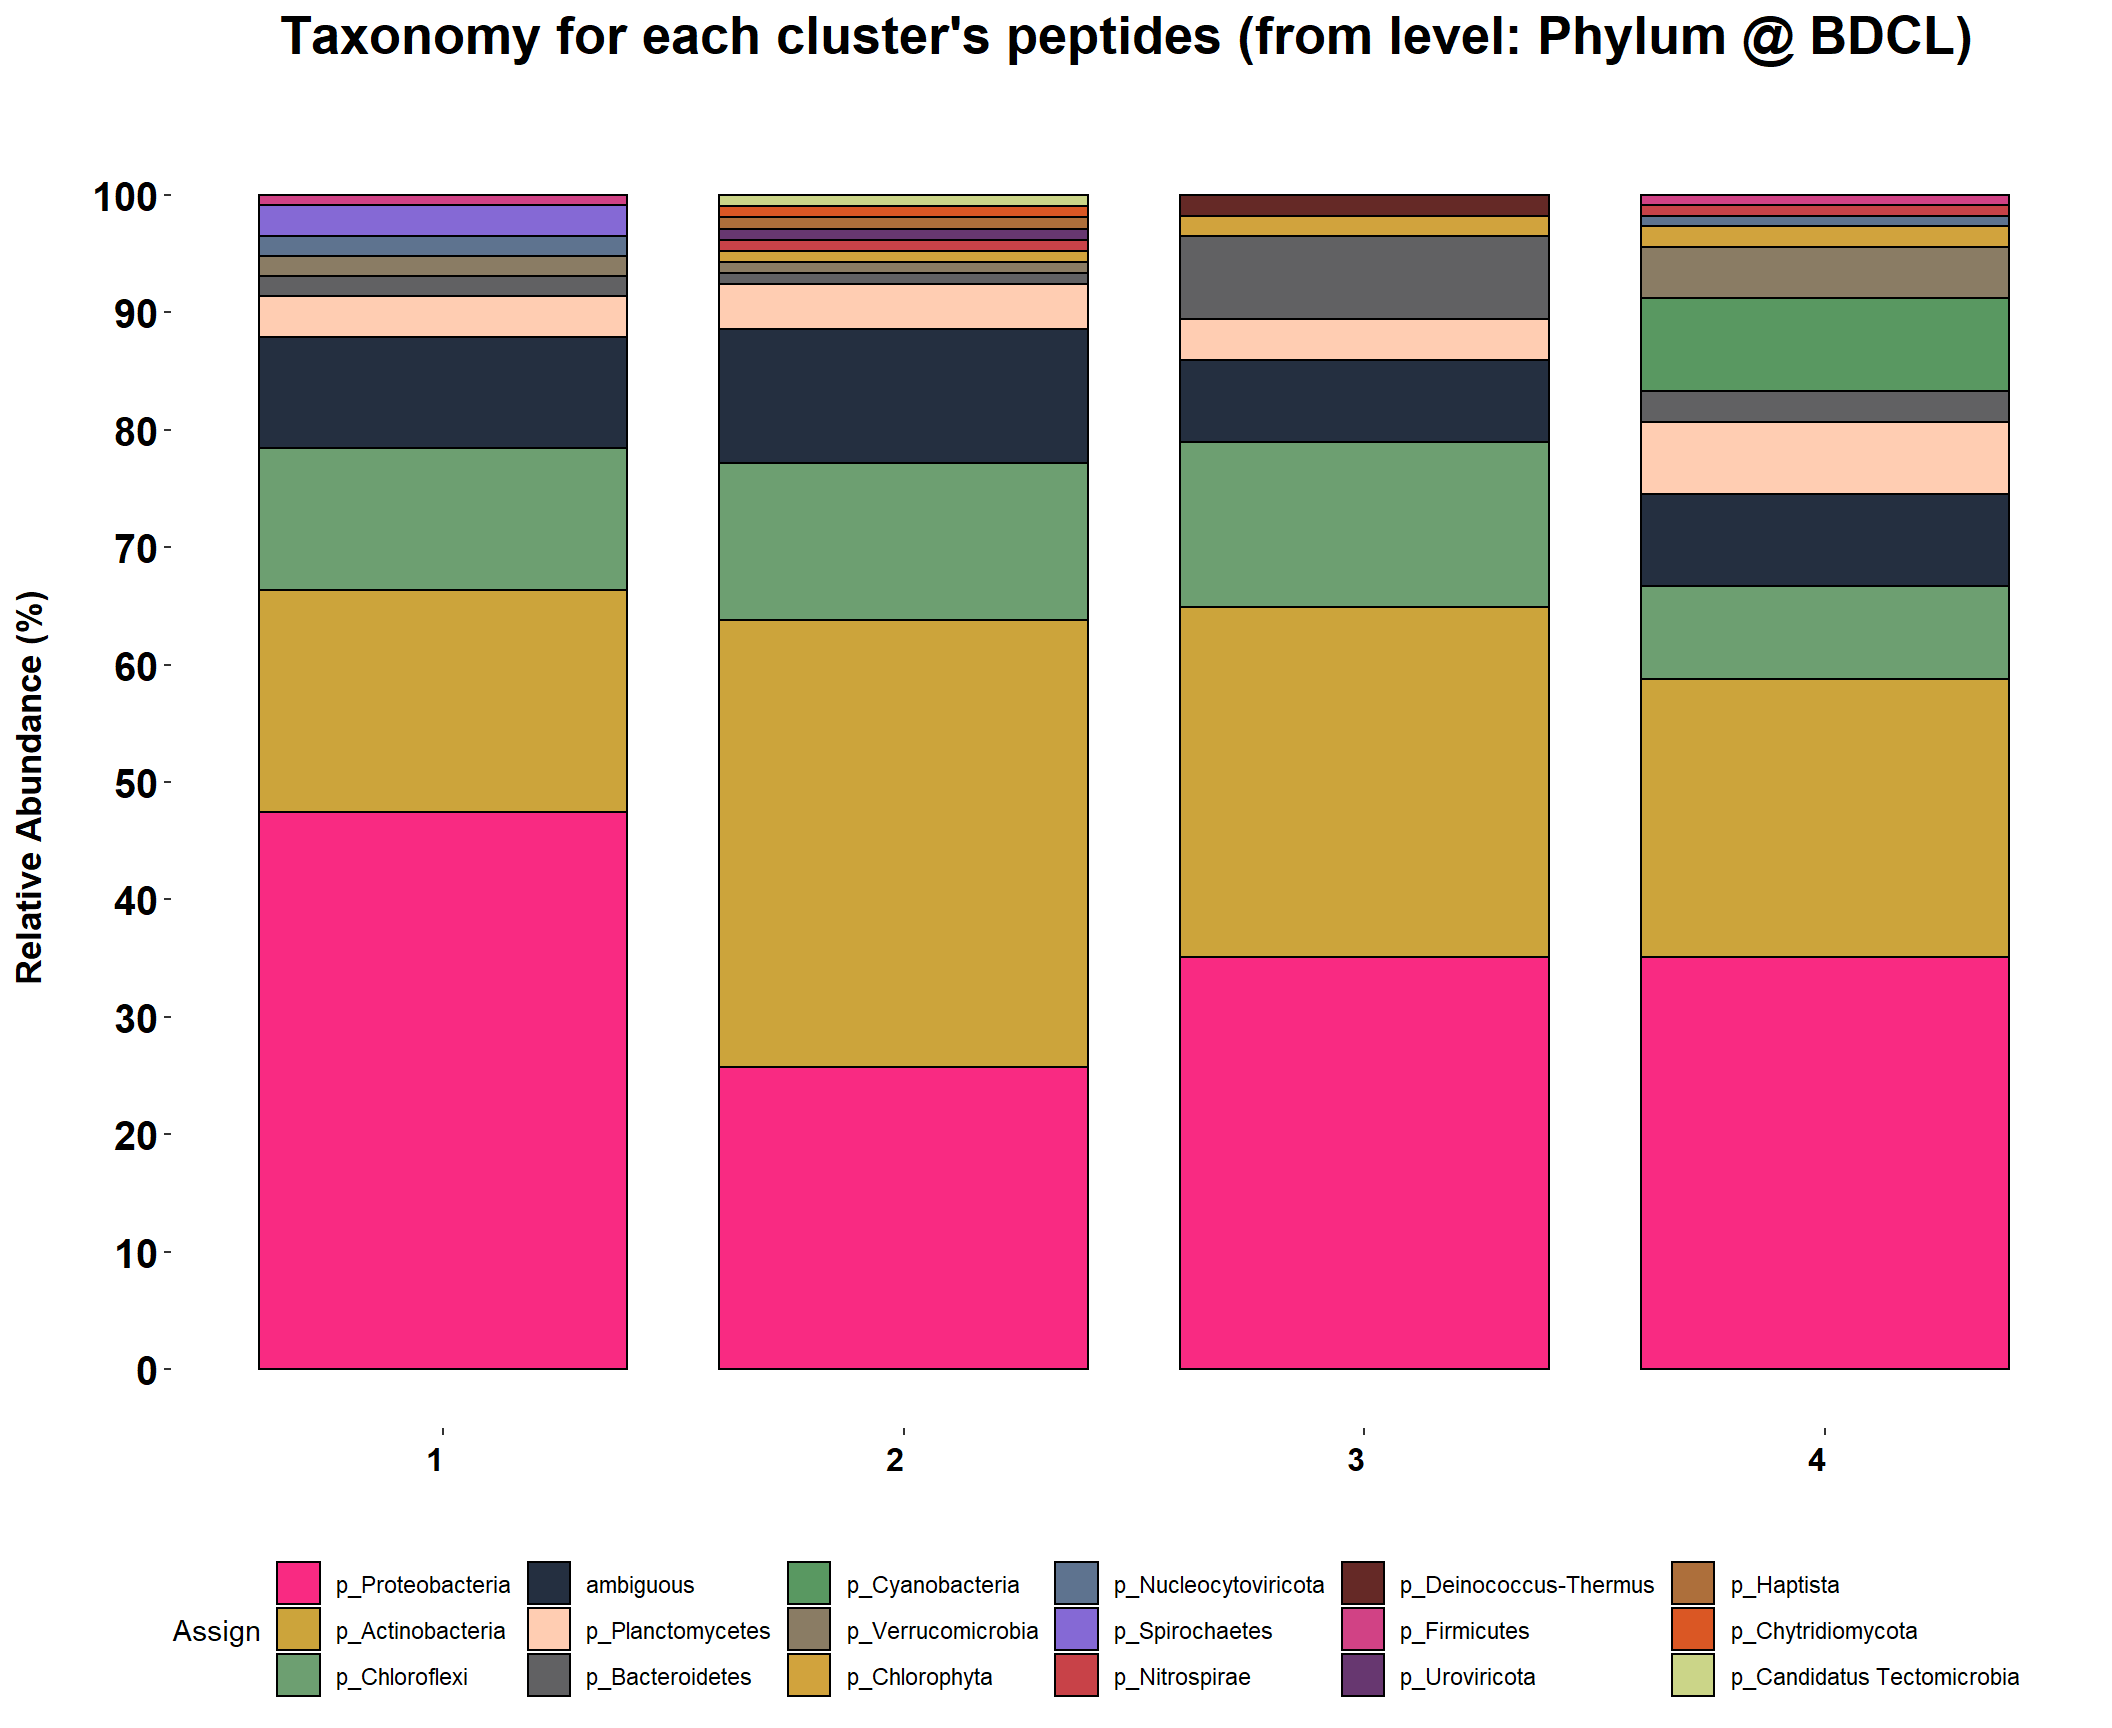 Taxonomy for each cluster's peptides (from level: Phylum @ BDCL)
Relative Abundance (%)
100
90
80
70
60
50
40
30
20
10
0
1 2 3 4
Assign
p_Proteobacteria ambiguous p_Cyanobacteria p_Nucleocytoviricota p_Deinococcus-Thermus p_Haptista
p_Actinobacteria p_Planctomycetes p_Verrucomicrobia p_Spirochaetes p_Firmicutes p_Chytridiomycota
p_Chloroflexi p_Bacteroidetes p_Chlorophyta p_Nitrospirae p_Uroviricota p_Candidatus Tectomicrobia